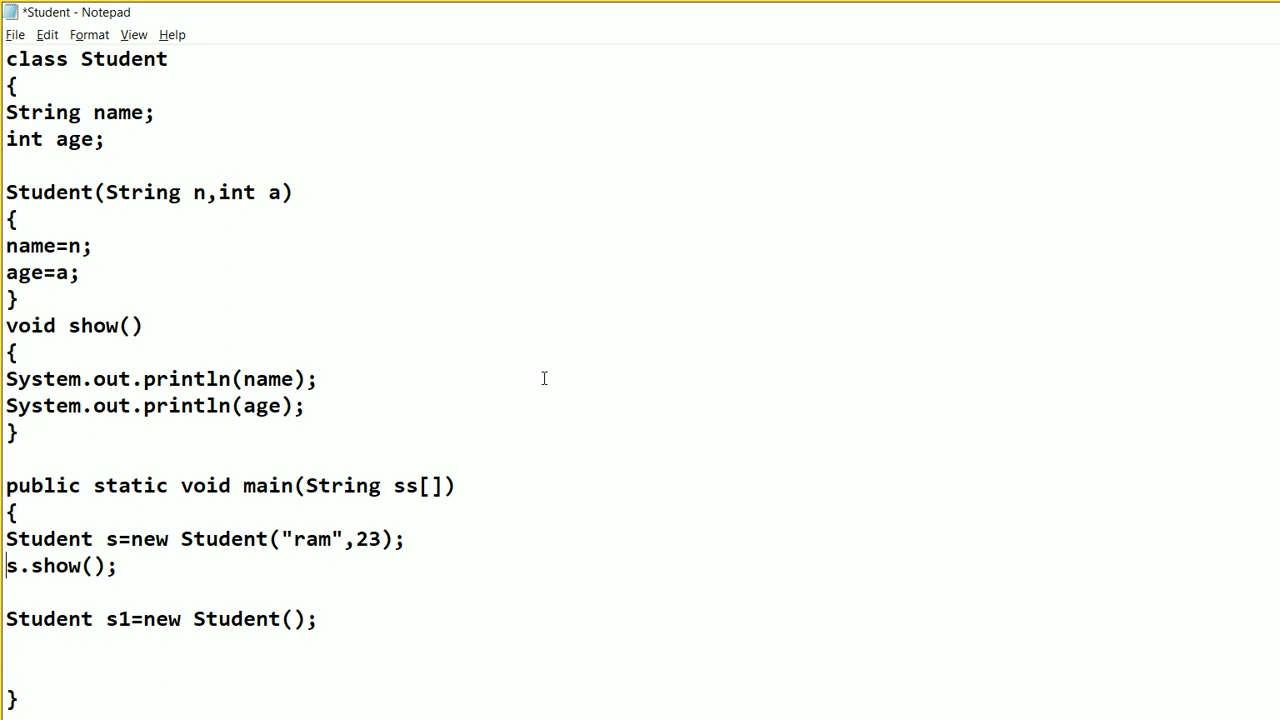 *Student - Notepad
File Edit Format View Help
class Student
{
String name;
int age;
Student(String n,int a)
{
name=n;
age=a;
}
void show()
{
System.out.println(name);
System.out.println(age);
}
public static void main(String ss[])
{
Student s=new Student("ram",23);
s.show();
Student s1=new Student();
}